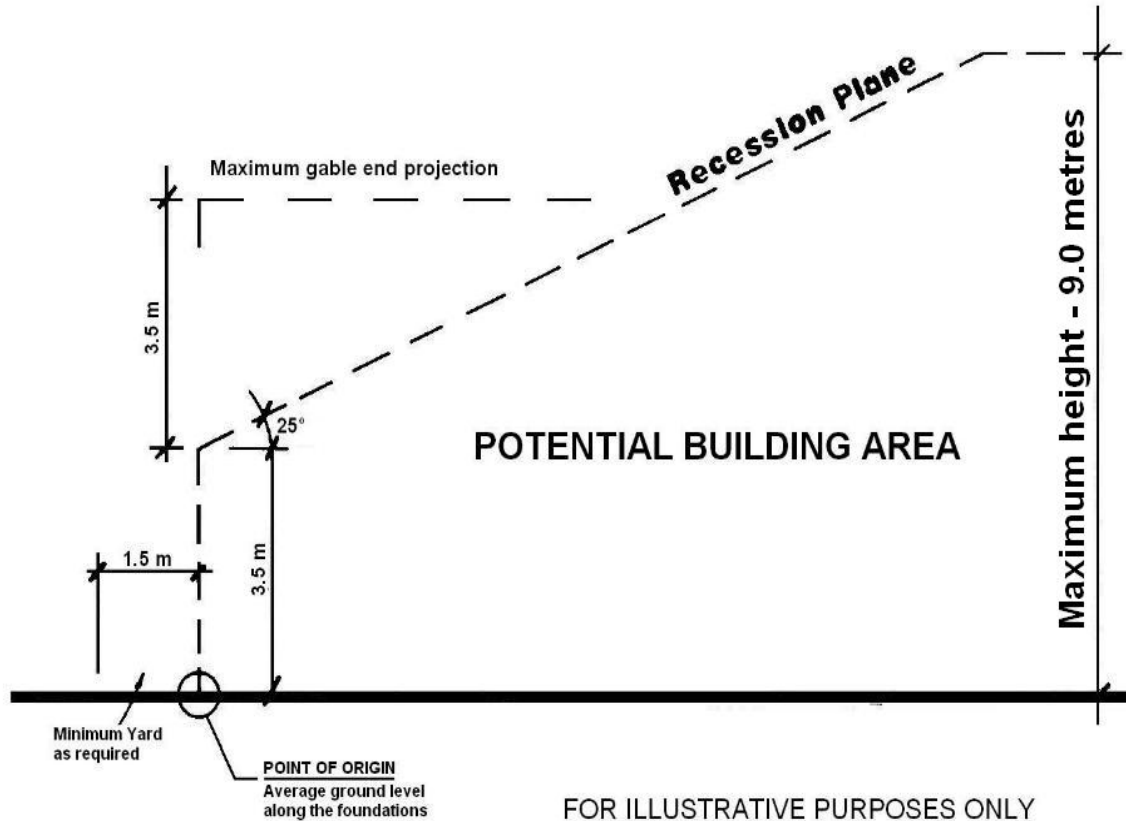 Recession Plane
Maximum gable end projection
3.5 m
Maximum height - 9.0 metres
25°
POTENTIAL BUILDING AREA
1.5 m
3.5 m
Minimum Yard
as required
POINT OF ORIGIN
Average ground level
along the foundations
FOR ILLUSTRATIVE PURPOSES ONLY